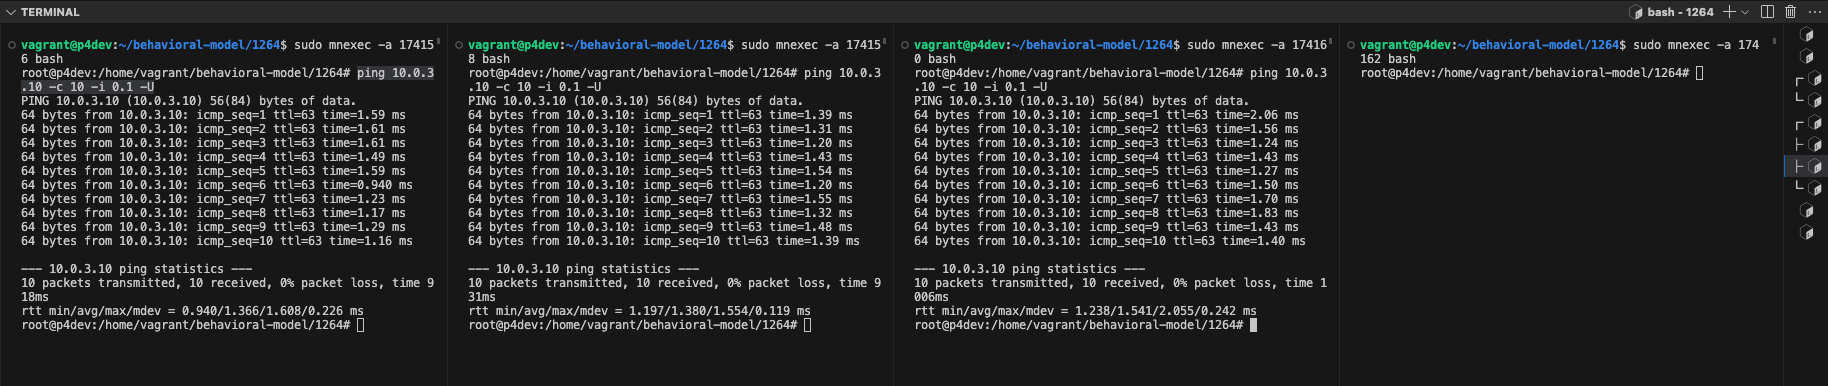 TERMINAL
bash - 1264
vagrant@p4dev:~/behavioral-model/1264$ sudo mnexec -a 17415
6 bash
root@p4dev:/home/vagrant/behavioral-model/1264# ping 10.0.3
.10 -c 10 -i 0.1 -U
PING 10.0.3.10 (10.0.3.10) 56(84) bytes of data.
64 bytes from 10.0.3.10: icmp_seq=1 ttl=63 time=1.59 ms
64 bytes from 10.0.3.10: icmp_seq=2 ttl=63 time=1.61 ms
64 bytes from 10.0.3.10: icmp_seq=3 ttl=63 time=1.61 ms
64 bytes from 10.0.3.10: icmp_seq=4 ttl=63 time=1.49 ms
64 bytes from 10.0.3.10: icmp_seq=5 ttl=63 time=1.59 ms
64 bytes from 10.0.3.10: icmp_seq=6 ttl=63 time=0.940 ms
64 bytes from 10.0.3.10: icmp_seq=7 ttl=63 time=1.23 ms
64 bytes from 10.0.3.10: icmp_seq=8 ttl=63 time=1.17 ms
64 bytes from 10.0.3.10: icmp_seq=9 ttl=63 time=1.29 ms
64 bytes from 10.0.3.10: icmp_seq=10 ttl=63 time=1.16 ms
--- 10.0.3.10 ping statistics ---
10 packets transmitted, 10 received, 0% packet loss, time 9
18ms
rtt min/avg/max/mdev = 0.940/1.366/1.608/0.226 ms
root@p4dev:/home/vagrant/behavioral-model/1264#
vagrant@p4dev:~/behavioral-model/1264$ sudo mnexec -a 17415
8 bash
root@p4dev:/home/vagrant/behavioral-model/1264# ping 10.0.3
.10 -c 10 -i 0.1 -U
PING 10.0.3.10 (10.0.3.10) 56(84) bytes of data.
64 bytes from 10.0.3.10: icmp_seq=1 ttl=63 time=1.39 ms
64 bytes from 10.0.3.10: icmp_seq=2 ttl=63 time=1.31 ms
64 bytes from 10.0.3.10: icmp_seq=3 ttl=63 time=1.20 ms
64 bytes from 10.0.3.10: icmp_seq=4 ttl=63 time=1.43 ms
64 bytes from 10.0.3.10: icmp_seq=5 ttl=63 time=1.54 ms
64 bytes from 10.0.3.10: icmp_seq=6 ttl=63 time=1.20 ms
64 bytes from 10.0.3.10: icmp_seq=7 ttl=63 time=1.55 ms
64 bytes from 10.0.3.10: icmp_seq=8 ttl=63 time=1.32 ms
64 bytes from 10.0.3.10: icmp_seq=9 ttl=63 time=1.48 ms
64 bytes from 10.0.3.10: icmp_seq=10 ttl=63 time=1.39 ms
--- 10.0.3.10 ping statistics ---
10 packets transmitted, 10 received, 0% packet loss, time 9
31ms
rtt min/avg/max/mdev = 1.197/1.380/1.554/0.119 ms
root@p4dev:/home/vagrant/behavioral-model/1264#
vagrant@p4dev:~/behavioral-model/1264$ sudo mnexec -a 17416
0 bash
root@p4dev:/home/vagrant/behavioral-model/1264# ping 10.0.3
.10 -c 10 -i 0.1 -U
PING 10.0.3.10 (10.0.3.10) 56(84) bytes of data.
64 bytes from 10.0.3.10: icmp_seq=1 ttl=63 time=2.06 ms
64 bytes from 10.0.3.10: icmp_seq=2 ttl=63 time=1.56 ms
64 bytes from 10.0.3.10: icmp_seq=3 ttl=63 time=1.24 ms
64 bytes from 10.0.3.10: icmp_seq=4 ttl=63 time=1.43 ms
64 bytes from 10.0.3.10: icmp_seq=5 ttl=63 time=1.27 ms
64 bytes from 10.0.3.10: icmp_seq=6 ttl=63 time=1.50 ms
64 bytes from 10.0.3.10: icmp_seq=7 ttl=63 time=1.70 ms
64 bytes from 10.0.3.10: icmp_seq=8 ttl=63 time=1.83 ms
64 bytes from 10.0.3.10: icmp_seq=9 ttl=63 time=1.43 ms
64 bytes from 10.0.3.10: icmp_seq=10 ttl=63 time=1.40 ms
--- 10.0.3.10 ping statistics ---
10 packets transmitted, 10 received, 0% packet loss, time 1
006ms
rtt min/avg/max/mdev = 1.238/1.541/2.055/0.242 ms
root@p4dev:/home/vagrant/behavioral-model/1264#
vagrant@p4dev:~/behavioral-model/1264$ sudo mnexec -a 174
162 bash
root@p4dev:/home/vagrant/behavioral-model/1264#